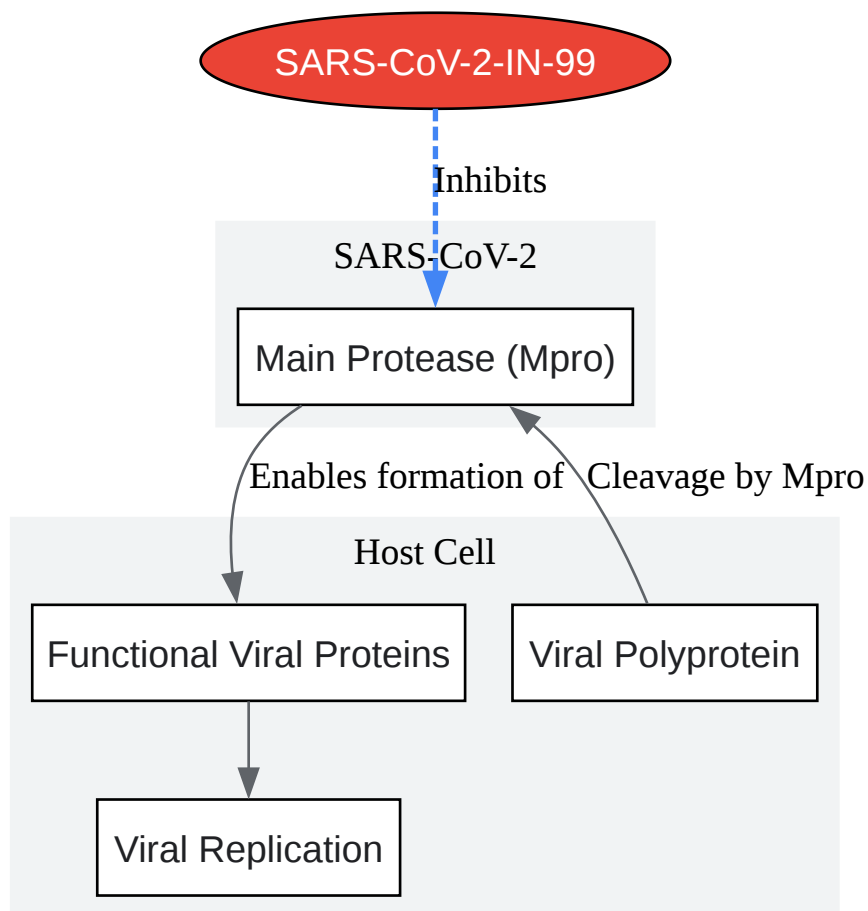 SARS-CoV-2-IN-99
Inhibits
SARS-CoV-2
Main Protease (Mpro)
Enables formation of
Cleavage by Mpro
Host Cell
Functional Viral Proteins
Viral Polyprotein
Viral Replication